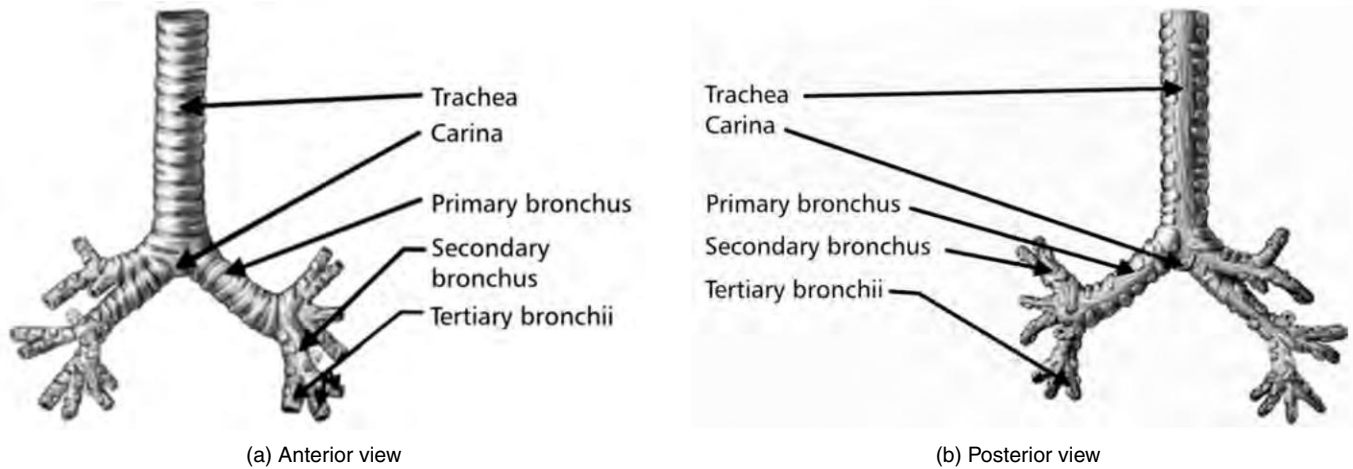 Trachea
Carina
Primary bronchus
Secondary
bronchus
Tertiary bronchii
(a) Anterior view
Trachea
Carina
Primary bronchus
Secondary bronchus
Tertiary bronchii
(b) Posterior view